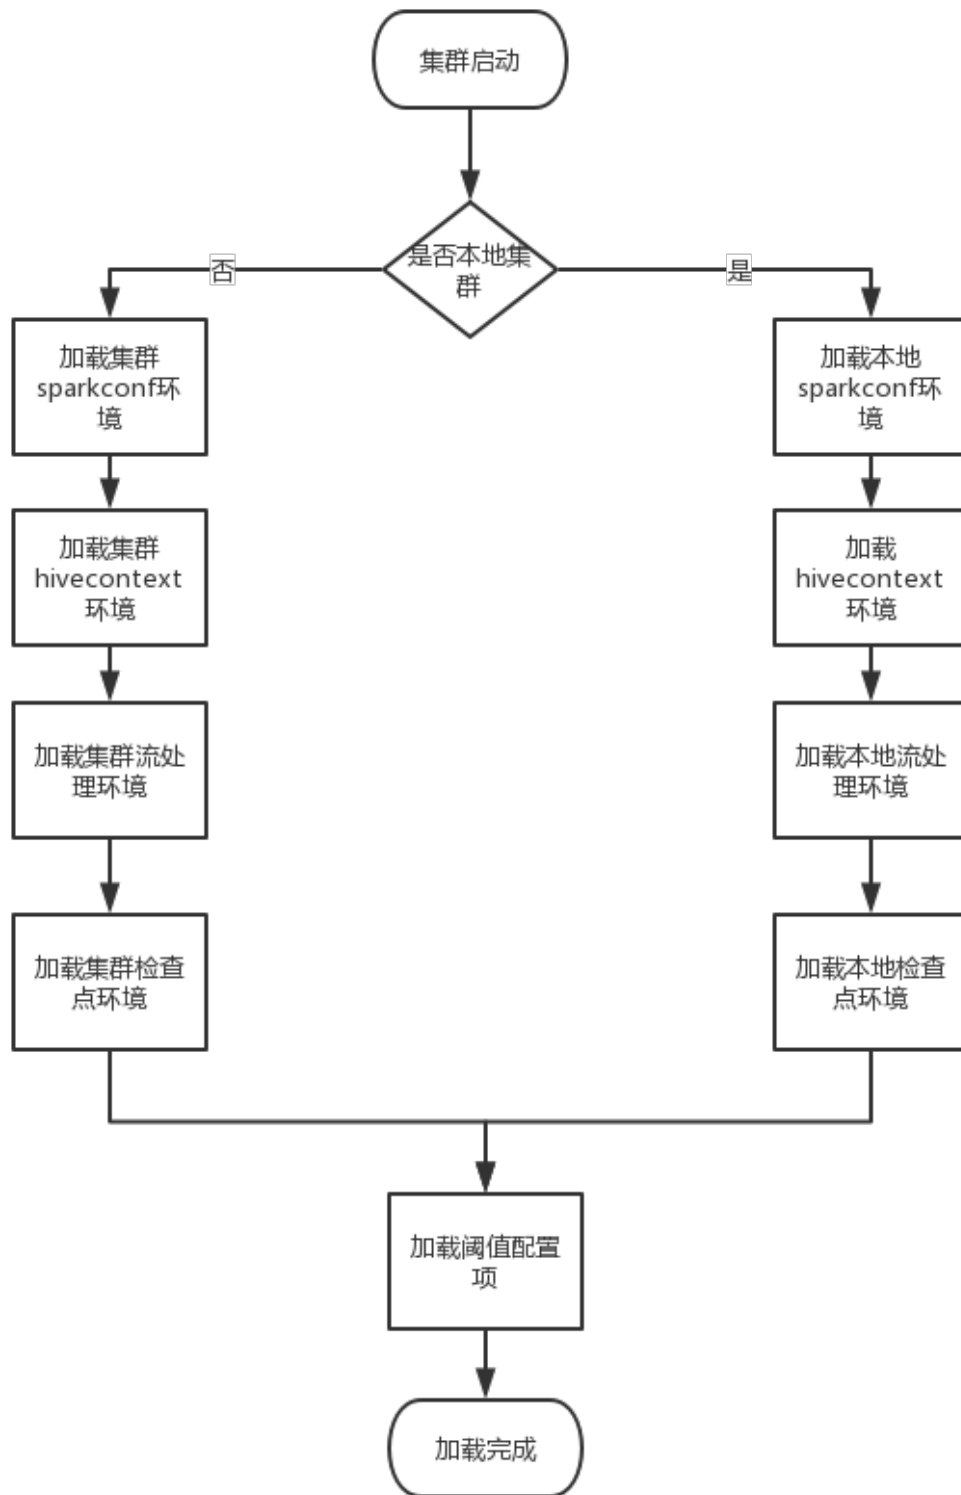 集群启动
是否本地集
群
否
是
加载集群
sparkconf环
境
加载本地
sparkconf环
境
加载集群
hivecontext
环境
加载
hivecontext
环境
加载集群流处
理环境
加载本地流处
理环境
加载集群检查
点环境
加载本地检查
点环境
加载阈值配置
项
加载完成